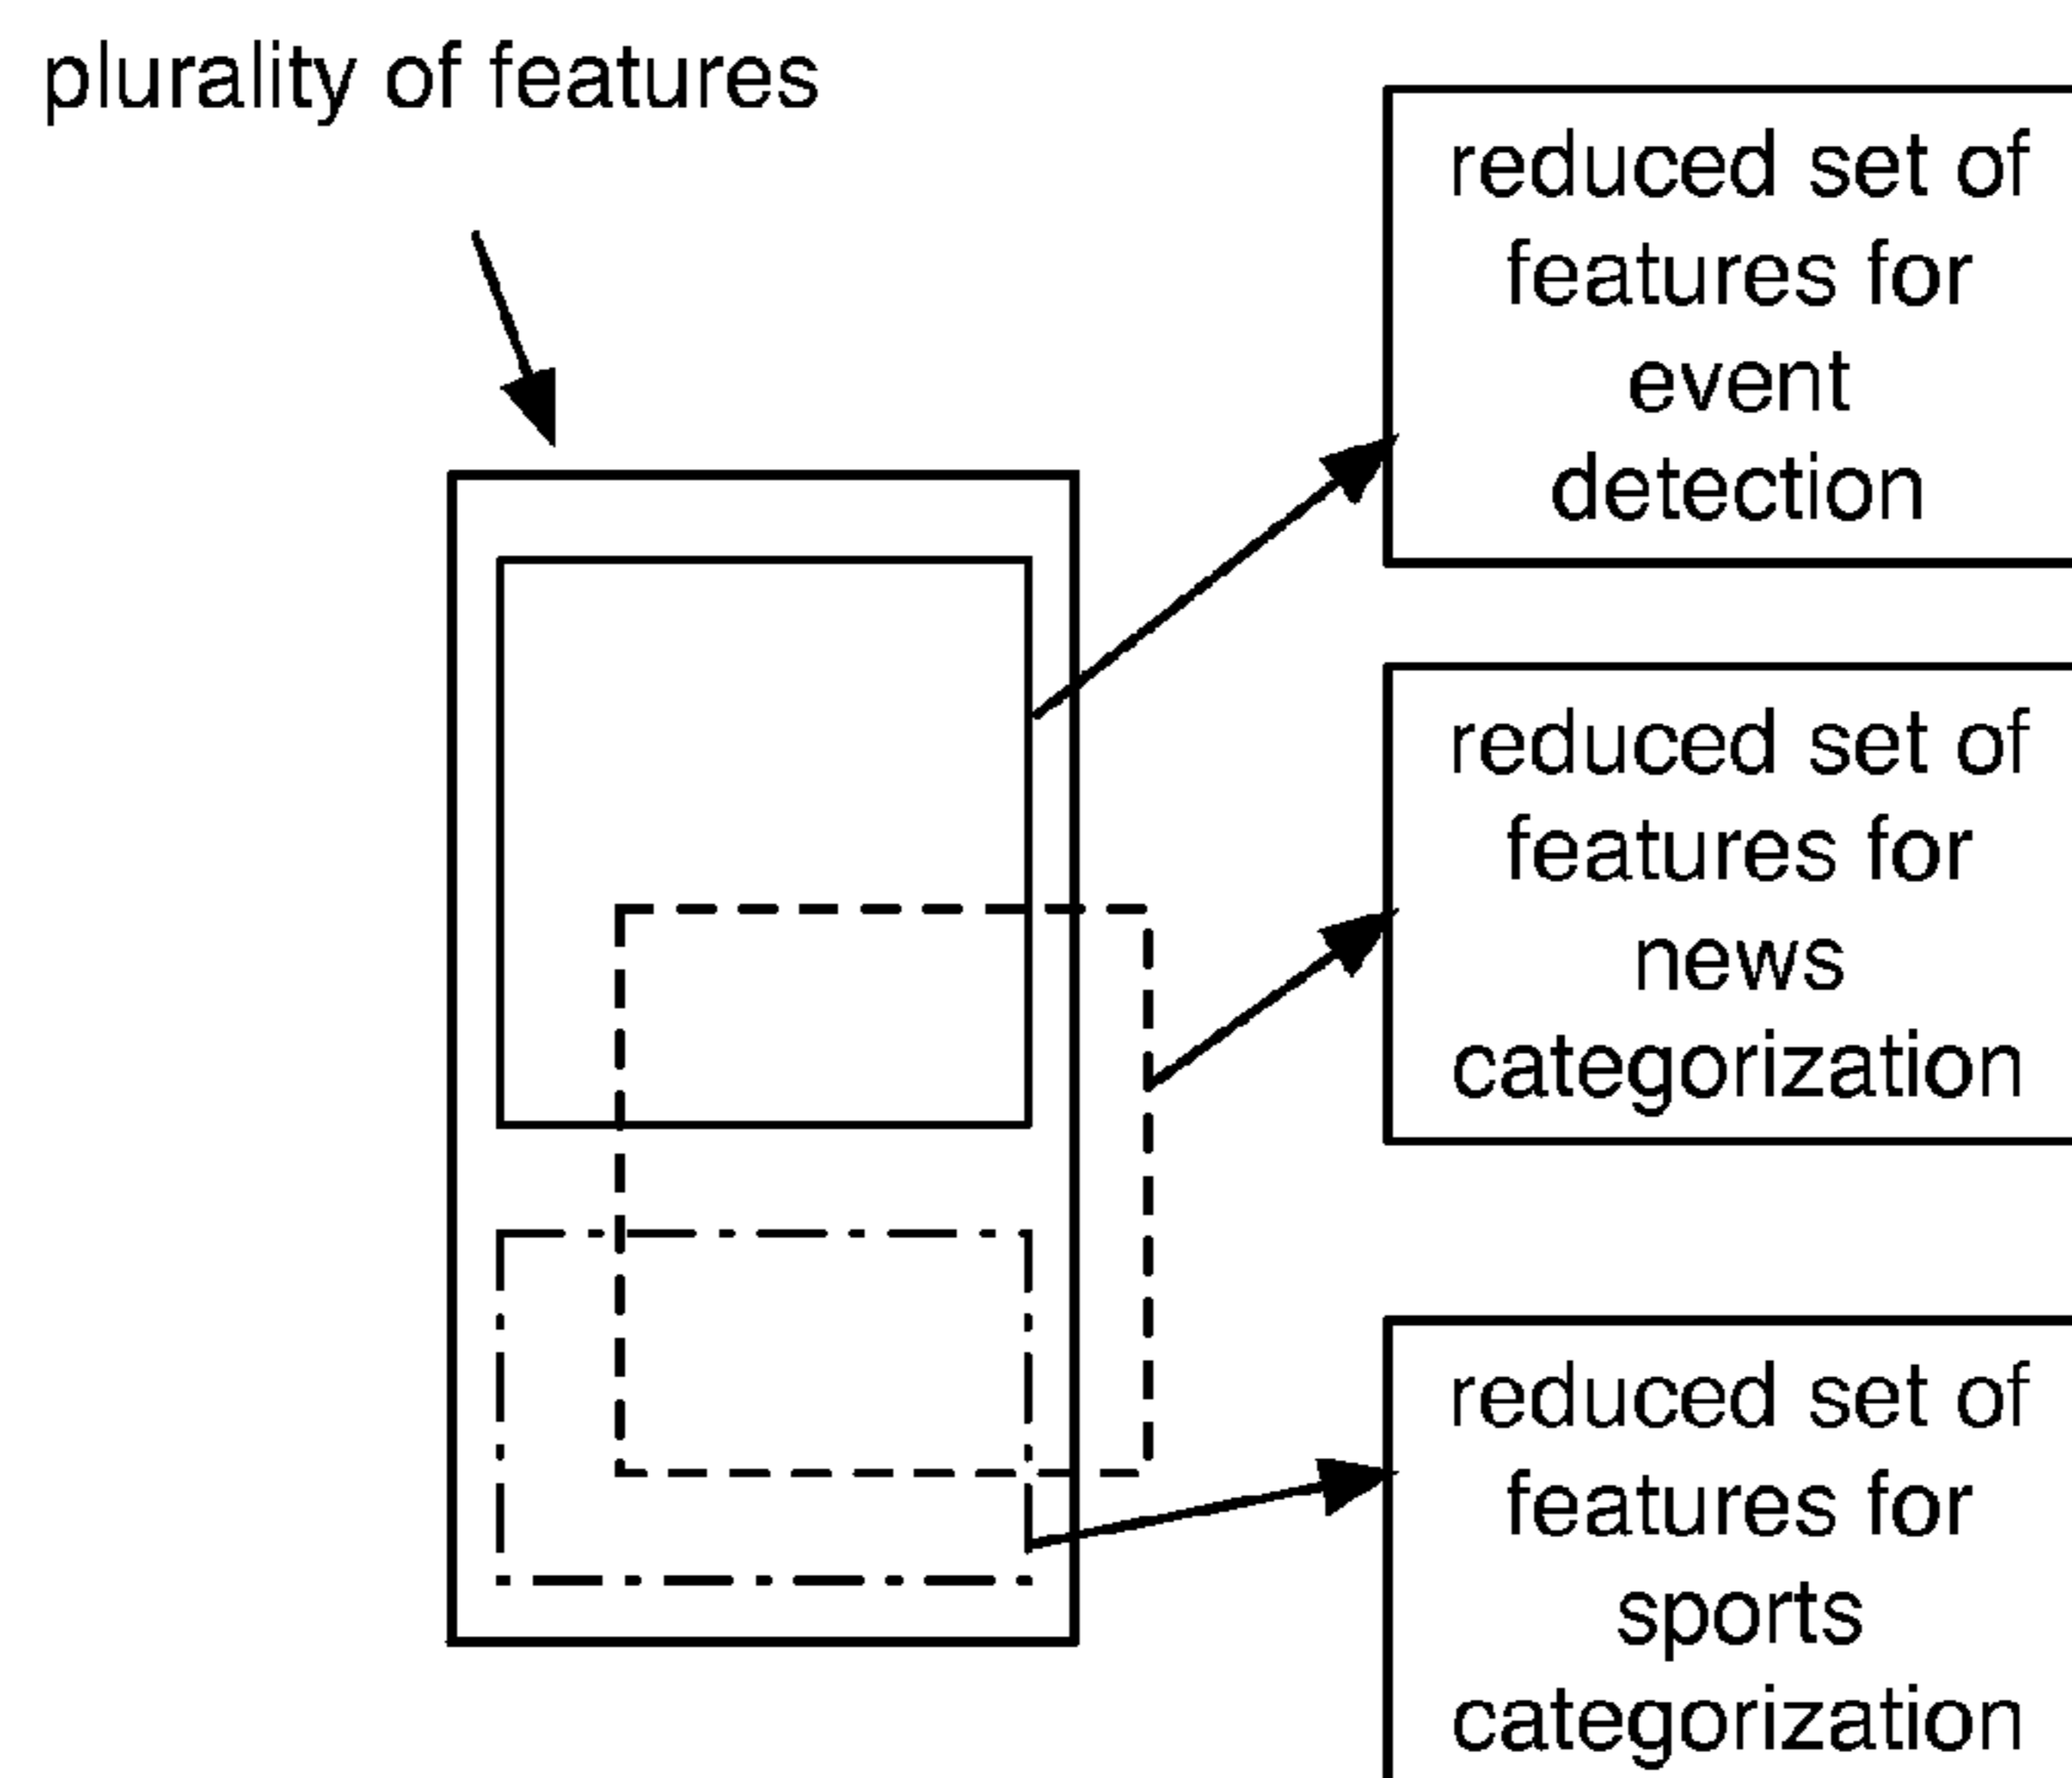 plurality of features
reduced set of
features for
event
detection
reduced set of
features for
news
categorization
reduced set of
features for
sports
categorization